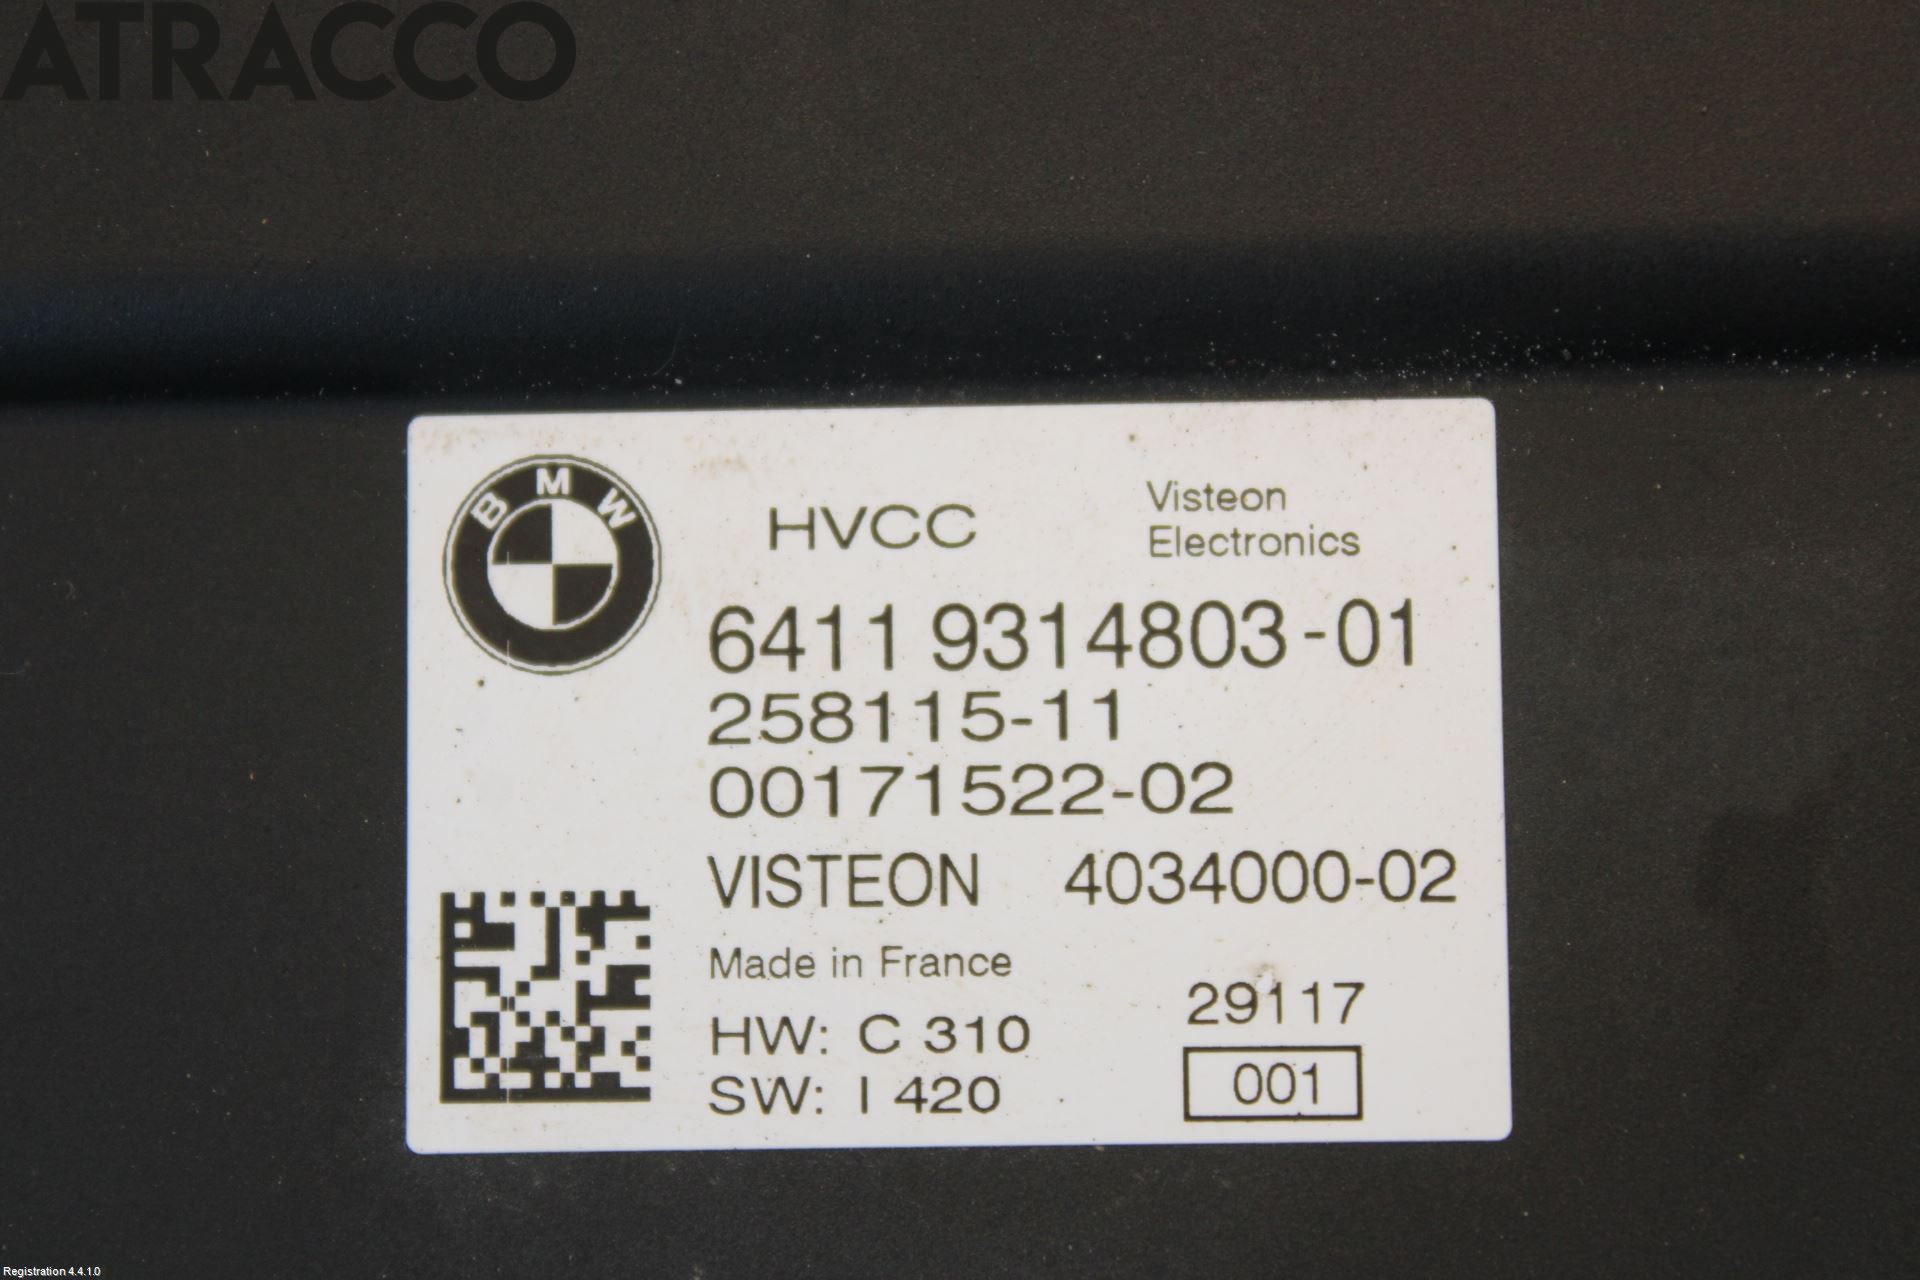 ATRACCO
BMW
HVCC
Visteon
Electronics
6411 9314803-01
258115-11
00171522-02
VISTEON 4034000-02
Made in France
29117
HW: C 310
SW: I 420
001
Registration 4.4.1.0